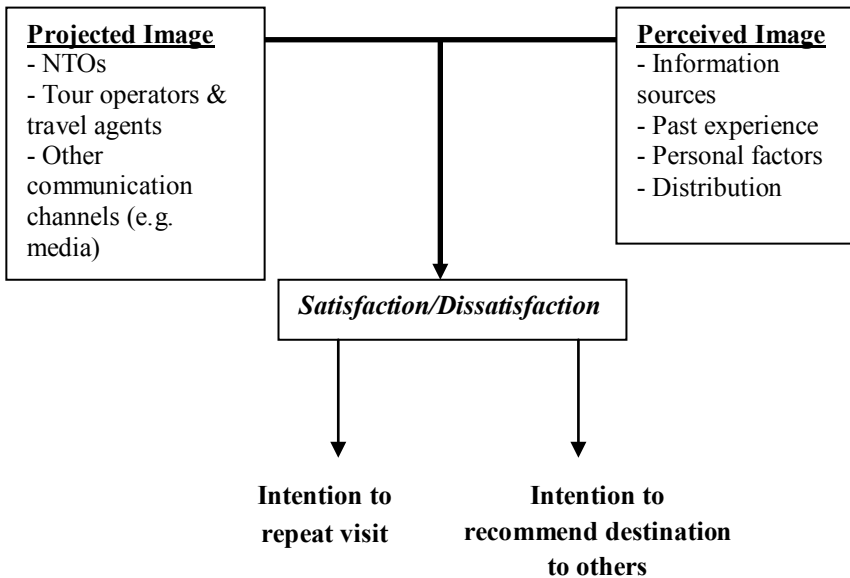 Projected Image
- NTOs
- Tour operators &
travel agents
- Other
communication
channels (e.g.
media)
Perceived Image
- Information
sources
- Past experience
- Personal factors
- Distribution
Satisfaction/Dissatisfaction
Intention to
repeat visit
Intention to
recommend destination
to others